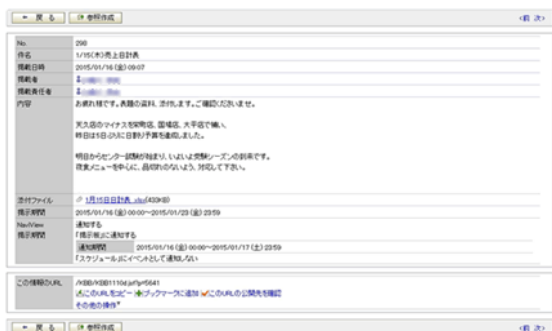 戻る 参照作成 <前 次>
No. 290
件名 1/15(木)売上日計表
掲載日時 2015/01/16(金) 09:07
掲載者
掲載責任者
内容 お疲れ様です。表題の資料、添付します。ご確認くださいませ。
天久店のマイナスを栄町店、国場店、大平店で補い、
昨日は5日ぶりに日割り予算を達成しました。
明日からセンター試験が始まり、いよいよ受験シーズンの到来です。
夜食メニューを中心に、品切れのないよう、対応して下さい。
添付ファイル 1月15日日計表.xlsx(433KB)
掲示期間 2015/01/16(金) 00:00〜2015/01/23(金) 23:59
NaviView 通知する
掲示期間 「掲示板」に通知する
通知期間 2015/01/16(金) 00:00〜2015/01/17(土) 23:59
「スケジュール」にイベントとして通知しない
この情報のURL /XBB/XBB1110d.jsf?p=5641
このURLをコピー ブックマークに追加 このURLの公開先を確認
その他の操作
戻る 参照作成 <前 次>